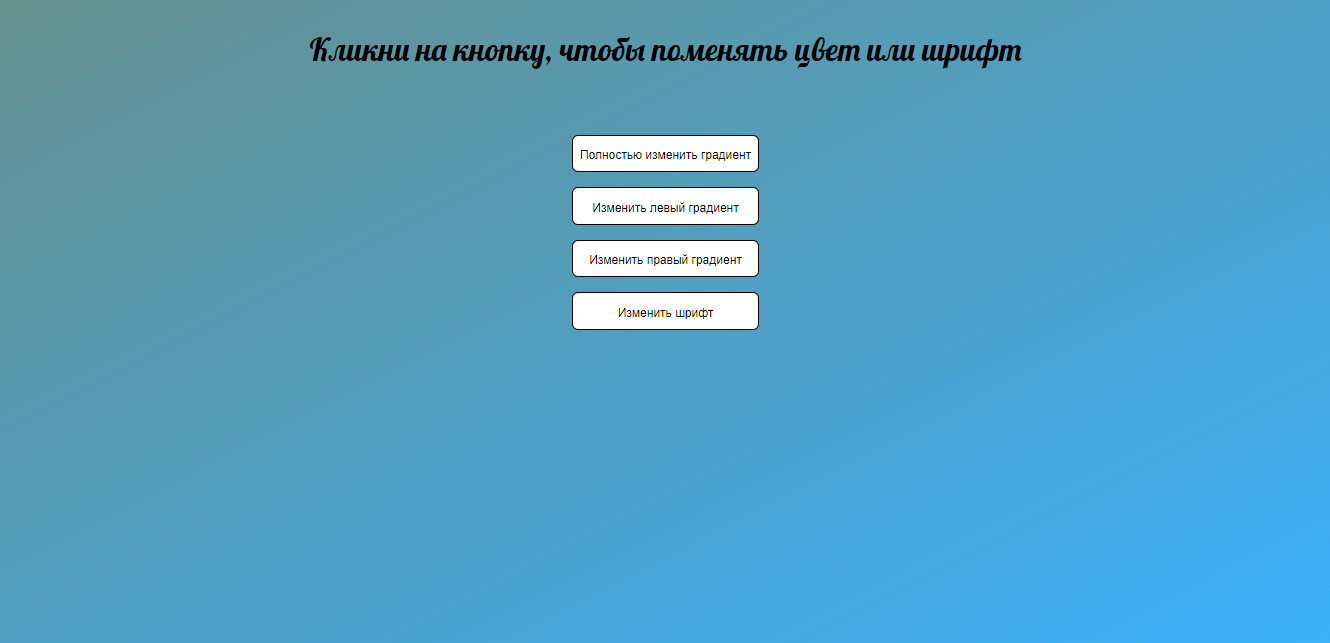 Кликни на кнопку, чтобы поменять цвет или шрифт
Полностью изменить градиент
Изменить левый градиент
Изменить правый градиент
Изменить шрифт